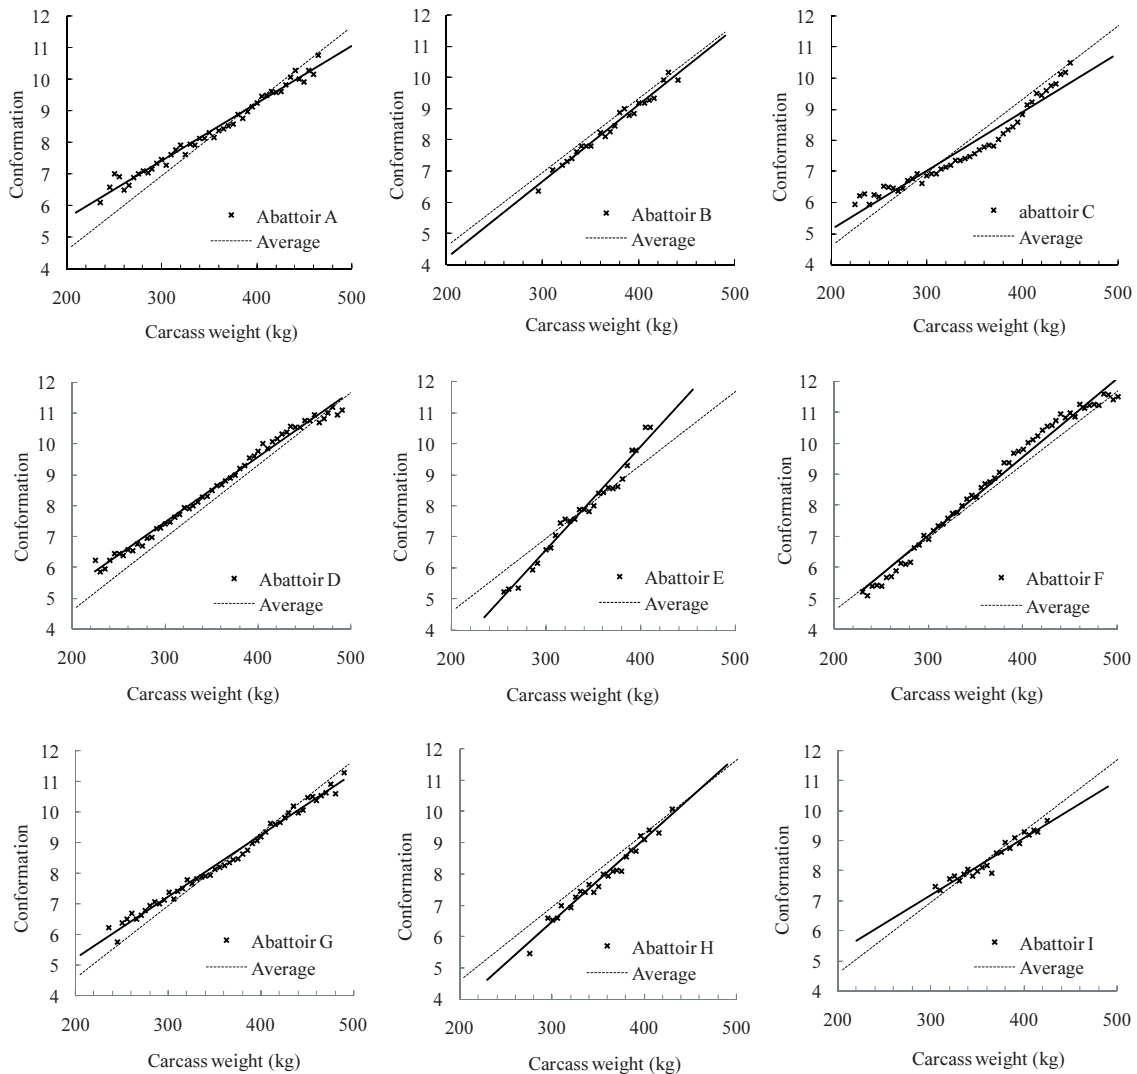 12
11
10
9
8
7
6
5
4
Conformation
Abattoir A
Average
200 300 400 500
Carcass weight (kg)
12
11
10
9
8
7
6
5
4
Conformation
Abattoir B
Average
200 300 400 500
Carcass weight (kg)
12
11
10
9
8
7
6
5
4
Conformation
abattoir C
Average
200 300 400 500
Carcass weight (kg)
12
11
10
9
8
7
6
5
4
Conformation
Abattoir D
Average
200 300 400 500
Carcass weight (kg)
12
11
10
9
8
7
6
5
4
Conformation
Abattoir E
Average
200 300 400 500
Carcass weight (kg)
12
11
10
9
8
7
6
5
4
Conformation
Abattoir F
Average
200 300 400 500
Carcass weight (kg)
12
11
10
9
8
7
6
5
4
Conformation
Abattoir G
Average
200 300 400 500
Carcass weight (kg)
12
11
10
9
8
7
6
5
4
Conformation
Abattoir H
Average
200 300 400 500
Carcass weight (kg)
12
11
10
9
8
7
6
5
4
Conformation
Abattoir I
Average
200 300 400 500
Carcass weight (kg)